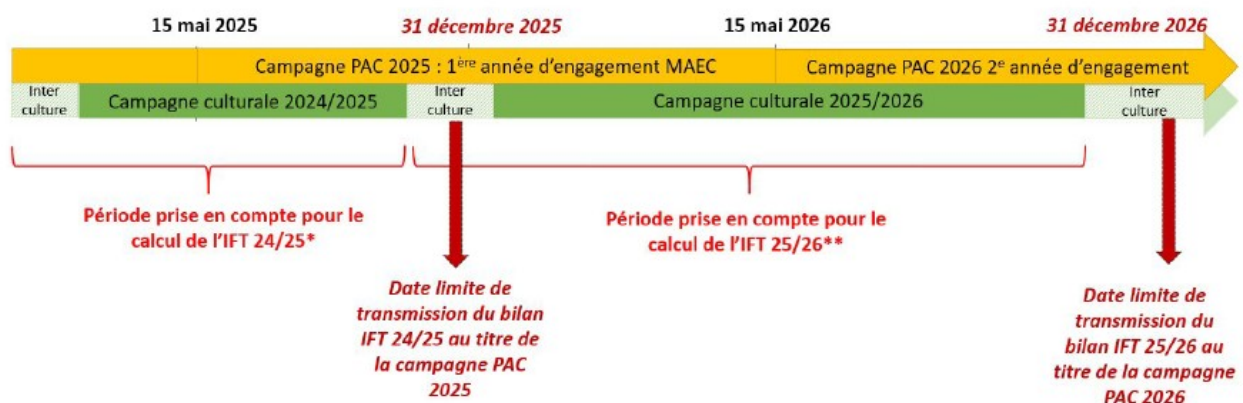 15 mai 2025
31 décembre 2025
15 mai 2026
31 décembre 2026
Campagne PAC 2025 : 1ère année d’engagement MAEC
Campagne PAC 2026 2e année d’engagement
Inter
culture
Campagne culturale 2024/2025
Inter
culture
Campagne culturale 2025/2026
Inter
culture
Période prise en compte pour le
calcul de l’IFT 24/25*
Période prise en compte pour le
calcul de l’IFT 25/26**
Date limite de
transmission du bilan
IFT 24/25 au titre de
la campagne PAC
2025
Date limite de
transmission du
bilan IFT 25/26 au
titre de la campagne
PAC 2026